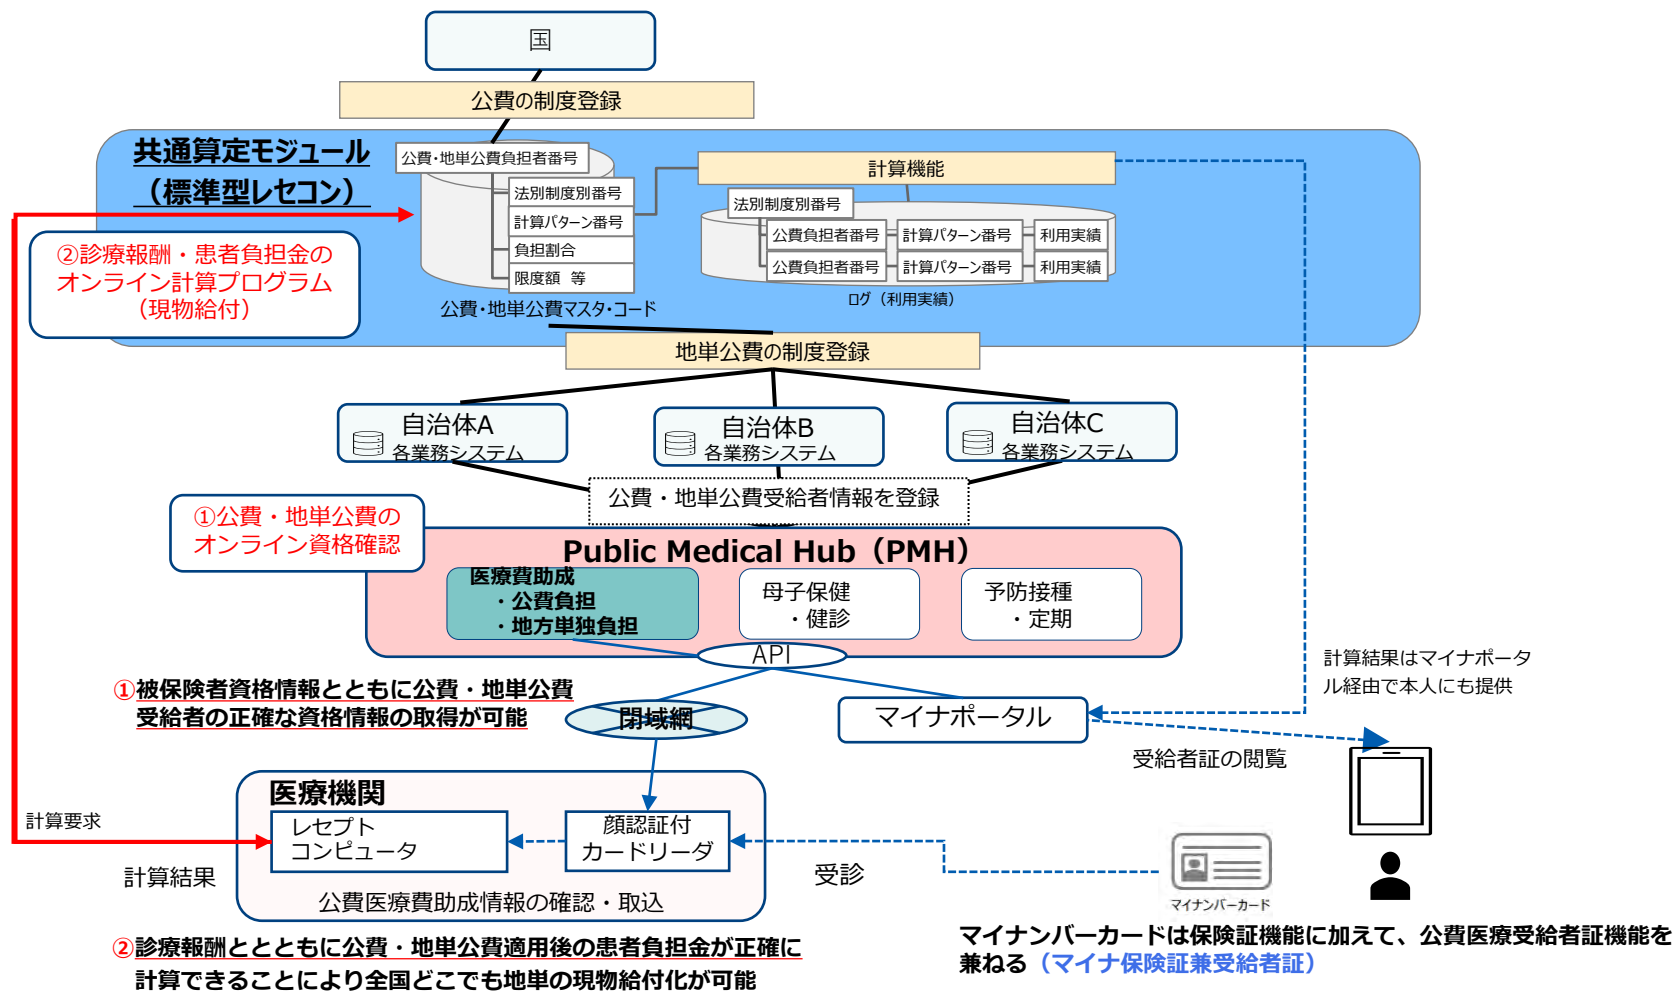 国
公費の制度登録
共通算定モジュール
（標準型レセコン）
公費・地単公費負担者番号
法別制度別番号
計算パターン番号
負担割合
限度額 等
公費・地単公費マスタ・コード
計算機能
法別制度別番号
公費負担者番号
計算パターン番号
利用実績
公費負担者番号
計算パターン番号
利用実績
ログ（利用実績）
②診療報酬・患者負担金の
オンライン計算プログラム
（現物給付）
地単公費の制度登録
自治体A
各業務システム
自治体B
各業務システム
自治体C
各業務システム
公費・地単公費受給者情報を登録
①公費・地単公費の
オンライン資格確認
Public Medical Hub（PMH）
医療費助成
・公費負担
・地方単独負担
母子保健
・健診
予防接種
・定期
API
計算結果はマイナポータ
ル経由で本人にも提供
①被保険者資格情報とともに公費・地単公費
受給者の正確な資格情報の取得が可能
閉域網
マイナポータル
受給者証の閲覧
医療機関
レセプト
コンピュータ
顔認証付
カードリーダ
公費医療費助成情報の確認・取込
計算要求
計算結果
受診
マイナンバーカード
②診療報酬ととともに公費・地単公費適用後の患者負担金が正確に
計算できることにより全国どこでも地単の現物給付化が可能
マイナンバーカードは保険証機能に加えて、公費医療受給者証機能を
兼ねる（マイナ保険証兼受給者証）